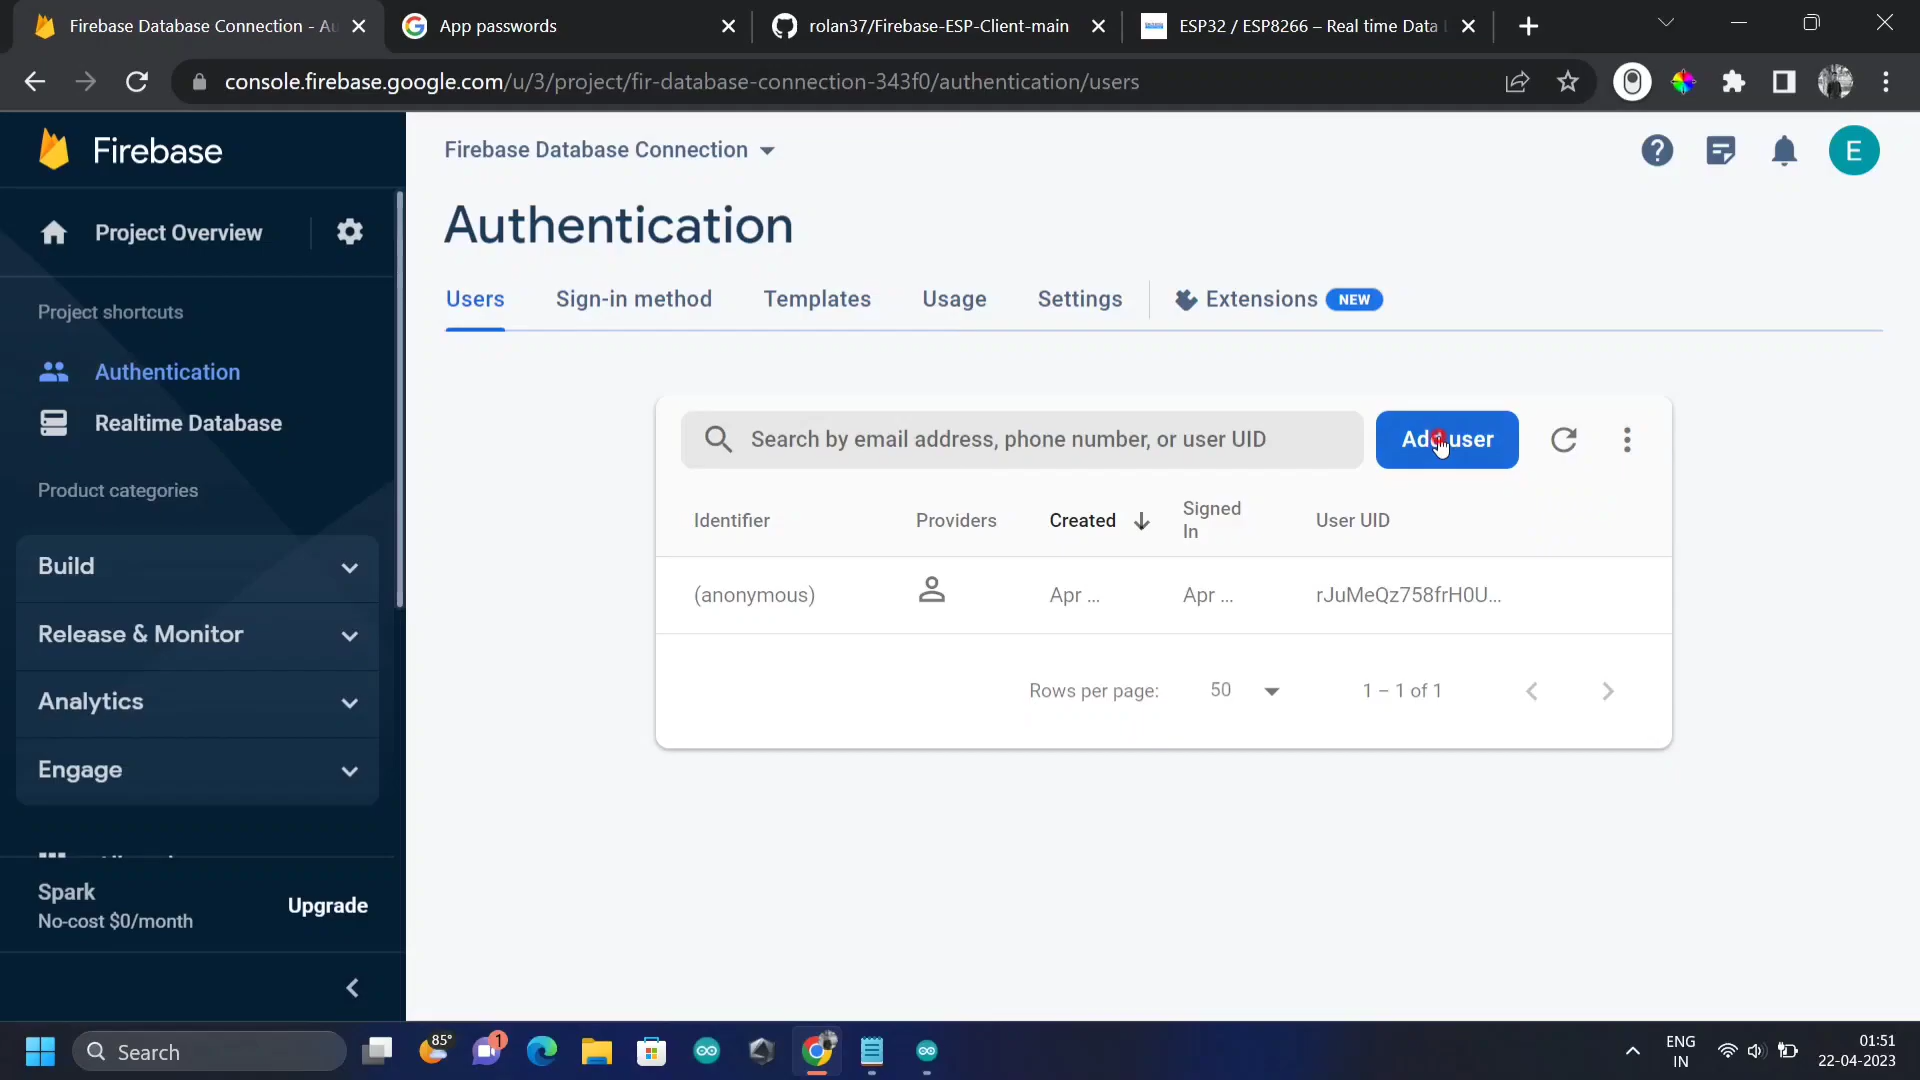 Firebase Database Connection - Au
App passwords
rolan37/Firebase-ESP-Client-main
ESP32 / ESP8266 – Real time Data
console.firebase.google.com/u/3/project/fir-database-connection-343f0/authentication/users
Firebase
Firebase Database Connection
E
Project Overview
Authentication
Users
Sign-in method
Templates
Usage
Settings
Extensions
NEW
Project shortcuts
Authentication
Realtime Database
Product categories
Build
Release & Monitor
Analytics
Engage
Spark
No-cost $0/month
Upgrade
Search by email address, phone number, or user UID
Add user
Identifier
Providers
Created
Signed
In
User UID
(anonymous)
Apr ...
Apr ...
rJuMeQz758frH0U...
Rows per page:
50
1 – 1 of 1
Search
85°
1
ENG
IN
01:51
22-04-2023